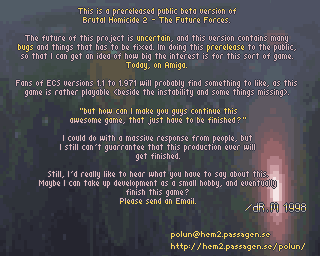 This is a prereleased public beta version of
Brutal Homicide 2 - The Future Forces.
The future of this project is uncertain, and this version contains many
bugs and things that has to be fixed. Im doing this prerelease to the public,
so that I can get an idea of how big the interest is for this sort of game.
Today, on Amiga.
Fans of ECS versions 1.1 to 1.971 will probably find something to like, as this
game is rather playable (beside the instability and some things missing).
"but how can I make you guys continue this
awesome game, that just have to be finished?"
I could do with a massive response from people, but
I still can't guarrantee that this production ever will
get finished.
Still, I'd really like to hear what you have to say about this.
Maybe I can take up development as a small hobby, and eventually
finish this game?
Please send an Email.
/dR.M 1998
polun@hem2.passagen.se
http://hem2.passagen.se/polun/